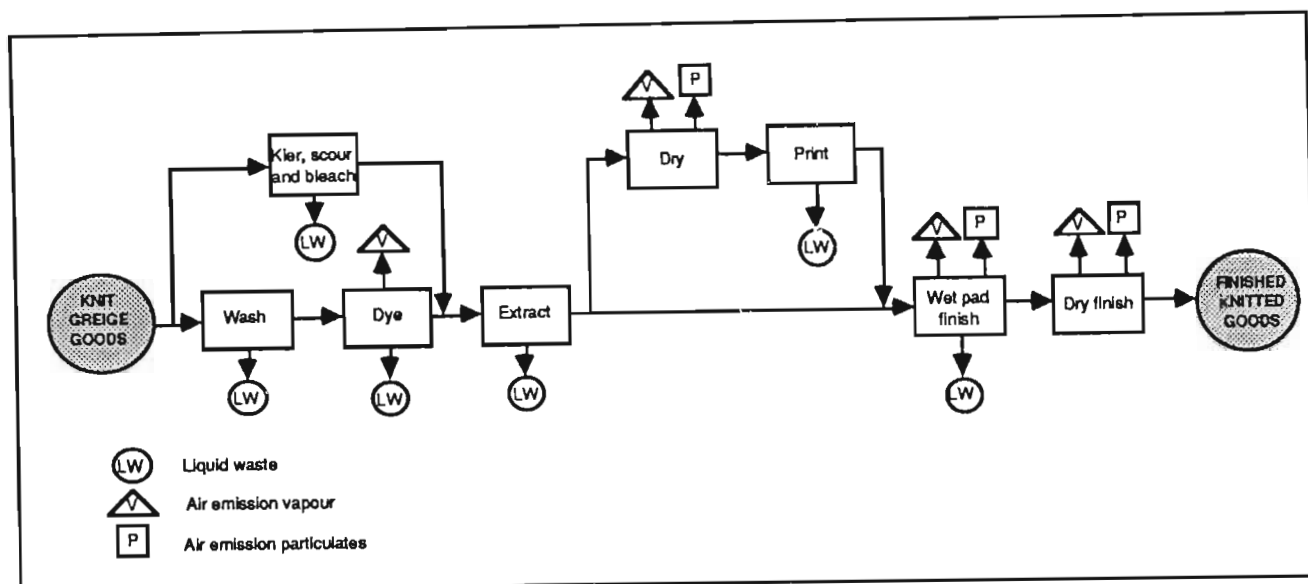 V
P
Dry
Print
Kier, scour
and bleach
LW
LW
V
V
P
V
P
KNIT
GREIGE
GOODS
Wash
Dye
Extract
Wet pad
finish
Dry finish
FINISHED
KNITTED
GOODS
LW
LW
LW
LW
LW Liquid waste
V Air emission vapour
P Air emission particulates